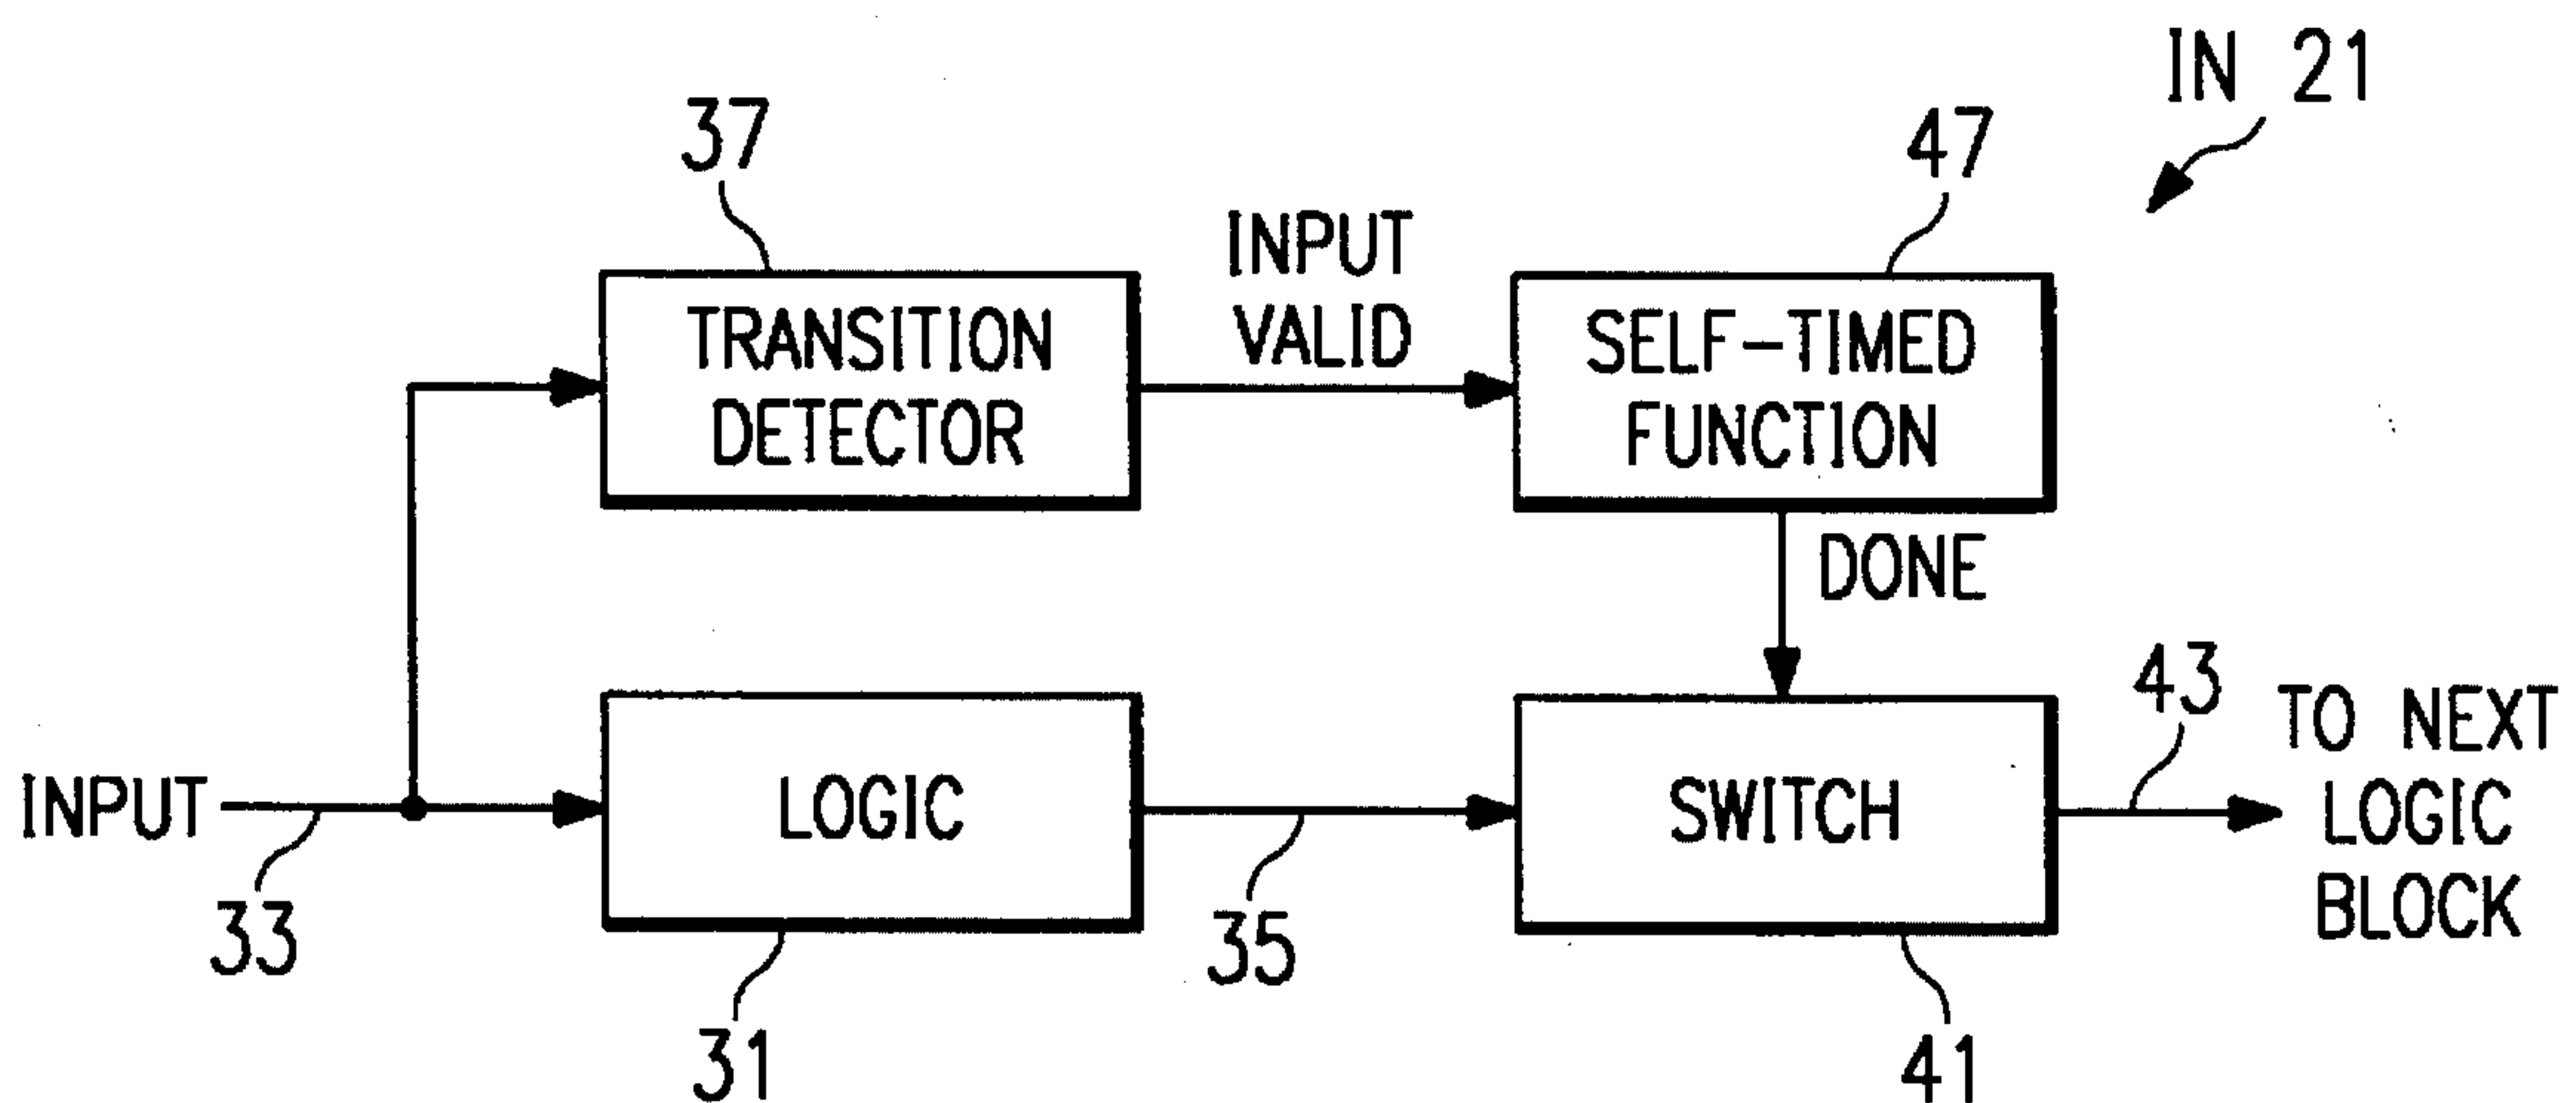 IN 21
37
47
INPUT
VALID
TRANSITION
DETECTOR
SELF-TIMED
FUNCTION
DONE
43
INPUT
LOGIC
SWITCH
TO NEXT
LOGIC
BLOCK
33
35
31
41